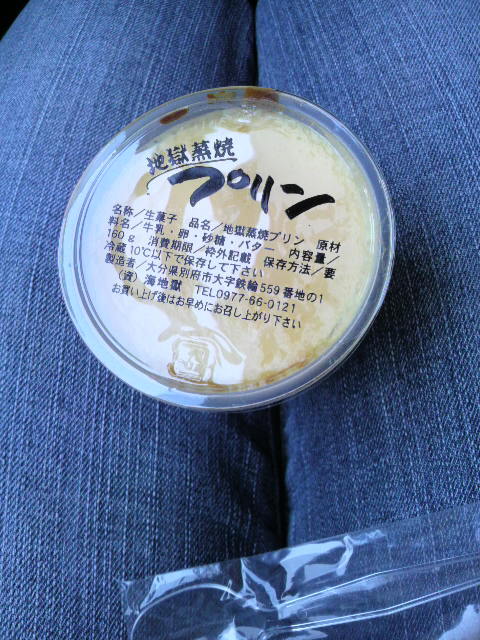 地獄蒸焼
プリン
名称／生菓子　品名／地獄蒸焼プリン　原材
料名／牛乳・卵・砂糖・バター　内容量／
160g　消費期限／枠外記載　保存方法／要
冷蔵10℃以下で保存して下さい
製造者／大分県別府市大字鉄輪559番地の1
（資）海地獄　TEL0977-66-0121
お買い上げ後はお早めにお召し上がり下さい